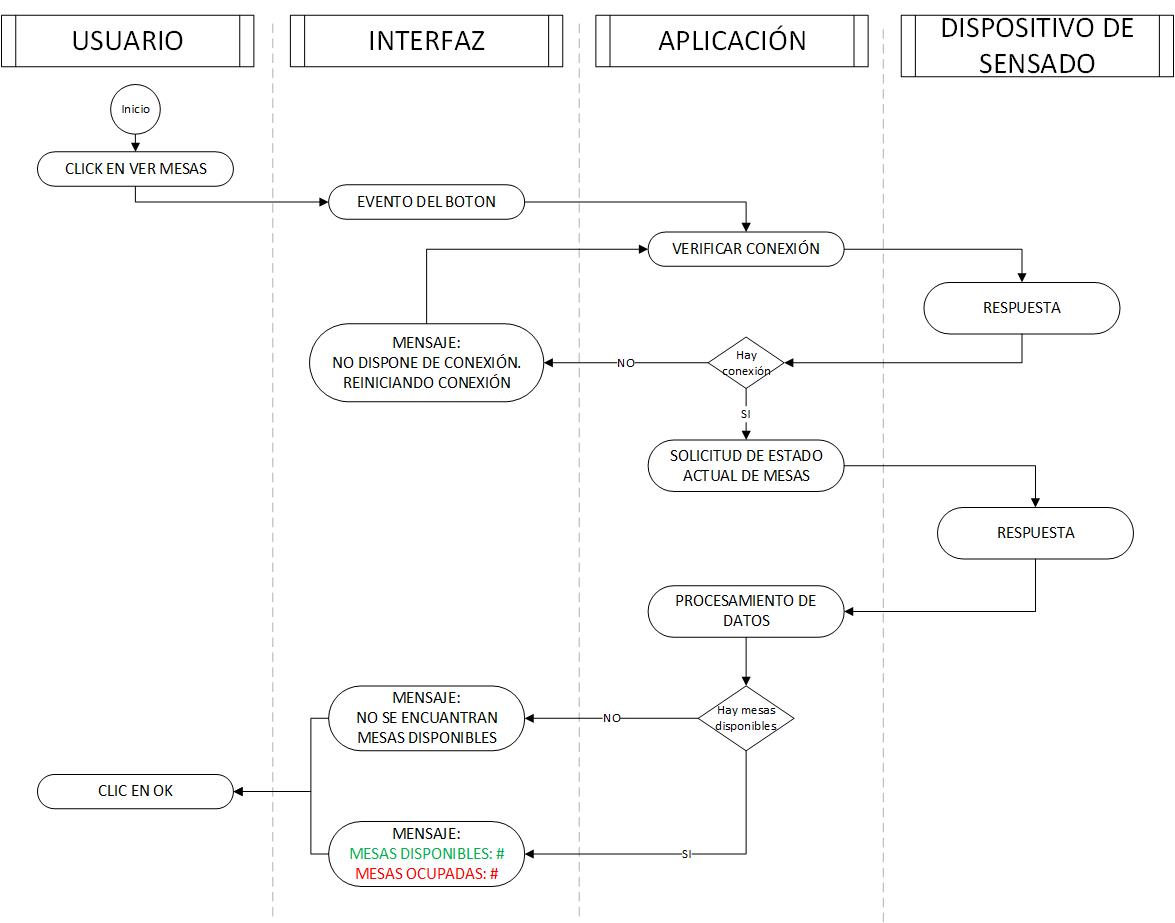 USUARIO
INTERFAZ
APLICACIÓN
DISPOSITIVO DE
SENSADO
Inicio
CLICK EN VER MESAS
EVENTO DEL BOTON
VERIFICAR CONEXIÓN
RESPUESTA
MENSAJE:
NO DISPONE DE CONEXIÓN.
REINICIANDO CONEXIÓN
NO
Hay
conexión
SI
SOLICITUD DE ESTADO
ACTUAL DE MESAS
RESPUESTA
PROCESAMIENTO DE
DATOS
MENSAJE:
NO SE ENCUANTRAN
MESAS DISPONIBLES
NO
Hay mesas
disponibles
CLIC EN OK
MENSAJE:
MESAS DISPONIBLES: #
MESAS OCUPADAS: #
SI